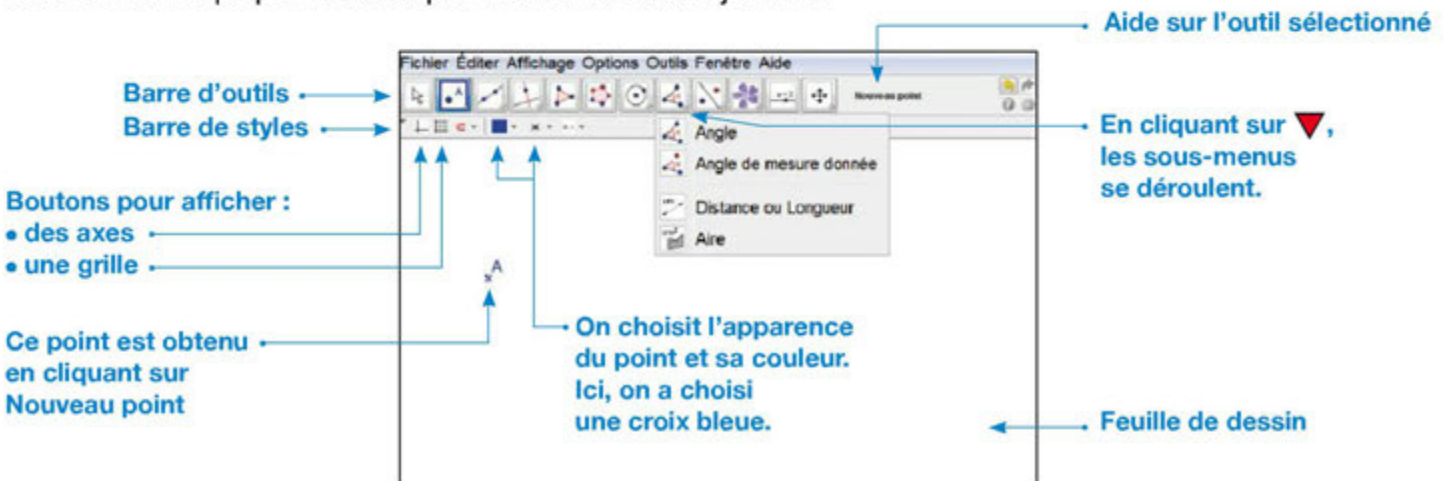 Aide sur l'outil sélectionné
Fichier Éditer Affichage Options Outils Fenêtre Aide
Barre d'outils
A
Nouveau point
Barre de styles
Angle
Angle de mesure donnée
Distance ou Longueur
Aire
En cliquant sur
,
les sous-menus
se déroulent.
Boutons pour afficher :
• des axes
• une grille
A
Ce point est obtenu
en cliquant sur
Nouveau point
On choisit l'apparence
du point et sa couleur.
Ici, on a choisi
une croix bleue.
Feuille de dessin